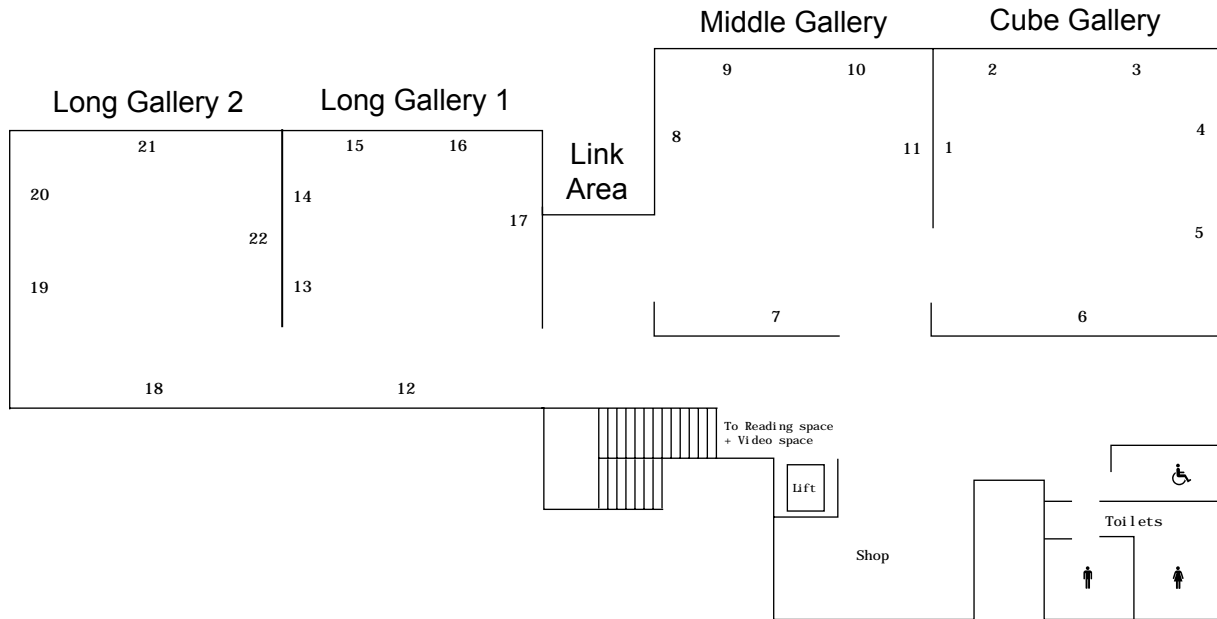 Middle Gallery
Cube Gallery
9
10
2
3
Long Gallery 2
Long Gallery 1
21
15
16
Link
Area
8
11
1
4
20
14
17
22
5
19
13
7
6
18
12
To Reading space
+ Video space
Lift
Toilets
Shop